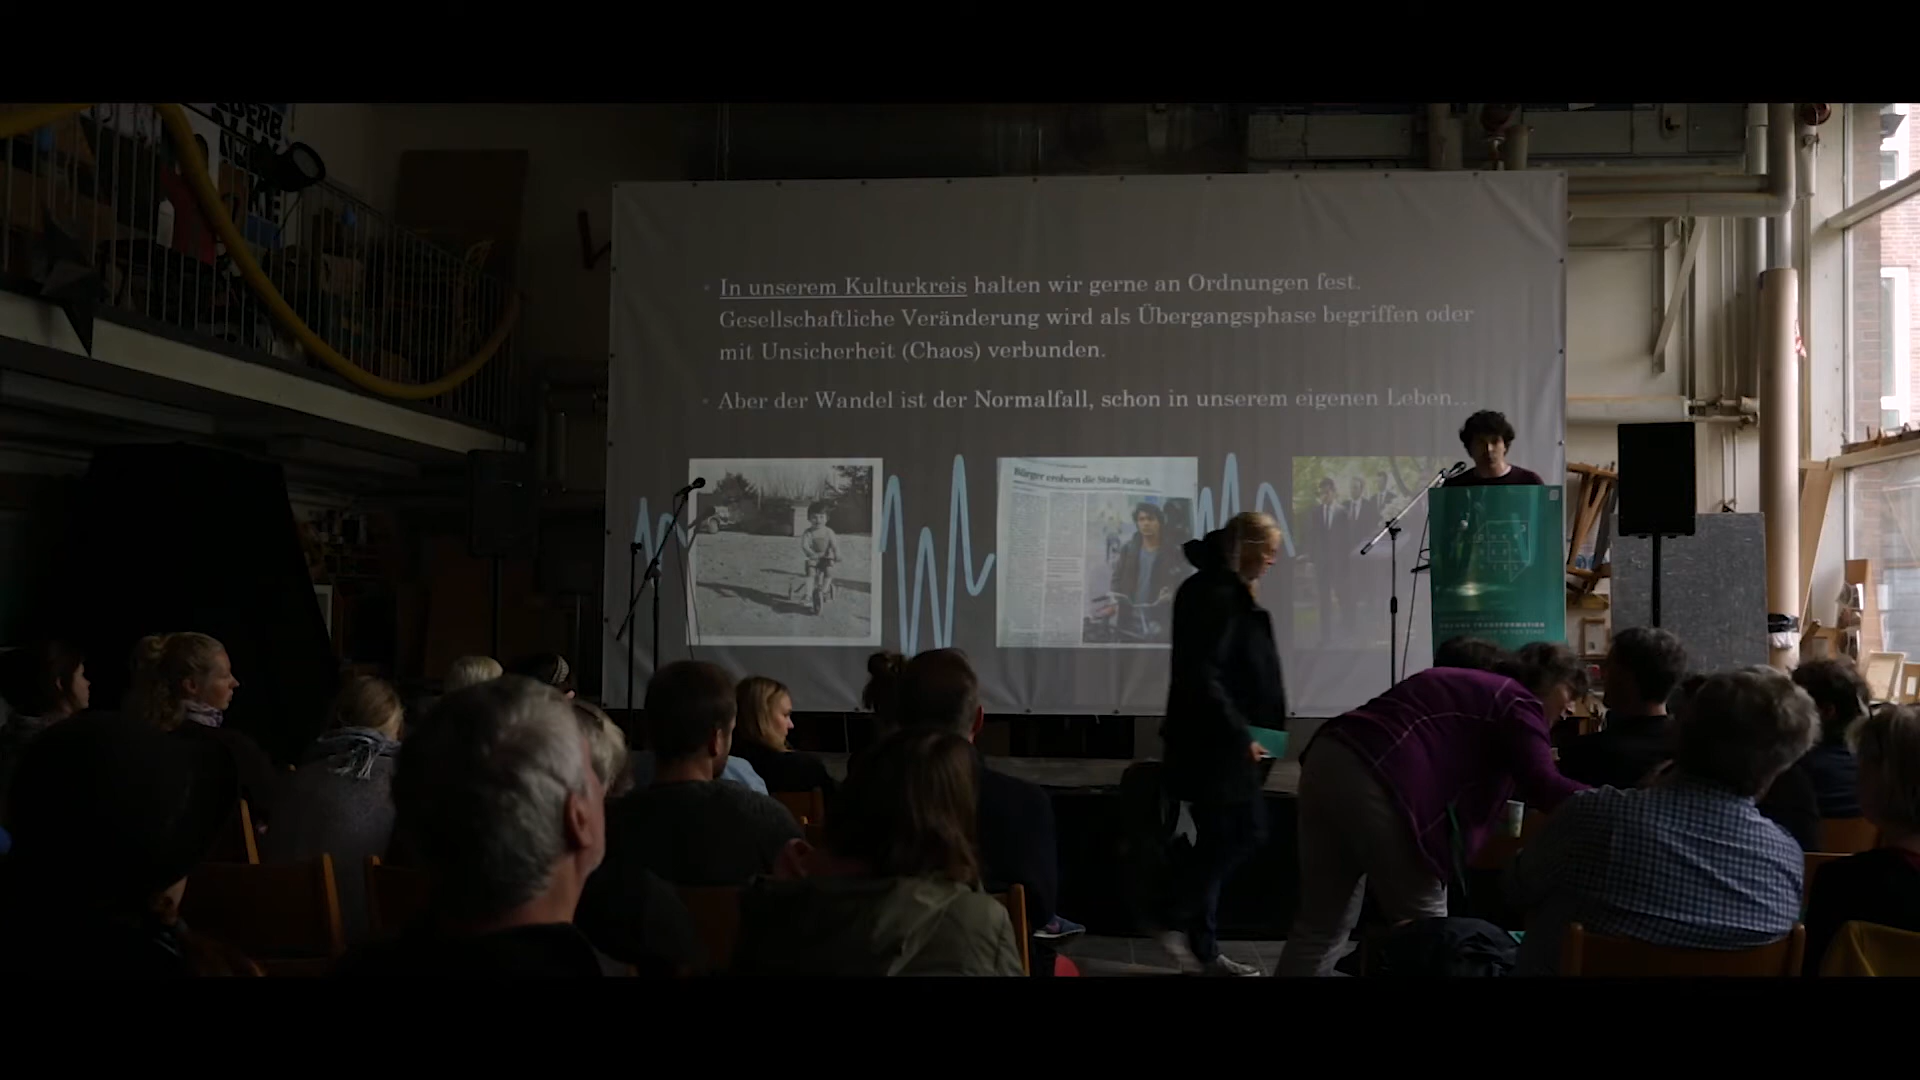 In unserem Kulturkreis halten wir gerne an Ordnungen fest.
Gesellschaftliche Veränderung wird als Übergangsphase begriffen oder
mit Unsicherheit (Chaos) verbunden.
Aber der Wandel ist der Normalfall, schon in unserem eigenen Leben...
Bürger erobern die Stadt zurück